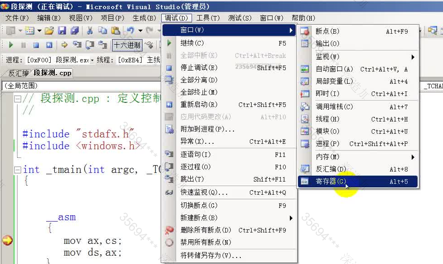 段探测 (正在调试) - Microsoft Visual Studio(管理员)
文件(F) 编辑(E) 视图(V) 项目(P) 生成(B) 调试(D) 工具(T) 测试(S) 窗口(W) 帮助(H)
十六进制
进程: [0xF00] 段探测.exe 线程: [0xEB4] 主线
反汇编 段探测.cpp
(全局范围)
// 段探测.cpp : 定义控制
//
#include "stdafx.h"
#include <windows.h>
int _tmain(int argc, _TC
{
__asm
{
mov ax,cs;
mov ds,ax;
窗口(W)
继续(C) F5
全部中断(K) Ctrl+Alt+Break
停止调试(E) Shift+F5
全部分离(D)
全部终止(M)
重新启动(R) Ctrl+Shift+F5
应用代码更改(A) Alt+F10
附加到进程(P)...
异常(X)... Ctrl+Alt+E
逐语句(I) F11
逐过程(O) F10
跳出(T) Shift+F11
快速监视(Q)... Ctrl+Alt+Q
切换断点(G) F9
新建断点(B)
删除所有断点(D) Ctrl+Shift+F9
禁用所有断点(N)
将转储另存为(V)...
断点(B) Alt+F9
输出(O)
监视(W)
自动窗口(A) Ctrl+Alt+V, A
局部变量(L) Alt+4
即时(I) Ctrl+Alt+I
调用堆栈(C) Alt+7
线程(H) Ctrl+Alt+H
模块(O) Ctrl+Alt+U
进程(P) Shift+Ctrl+Alt+P
内存(M)
反汇编(D) Alt+8
寄存器(G) Alt+5
_TCHAR